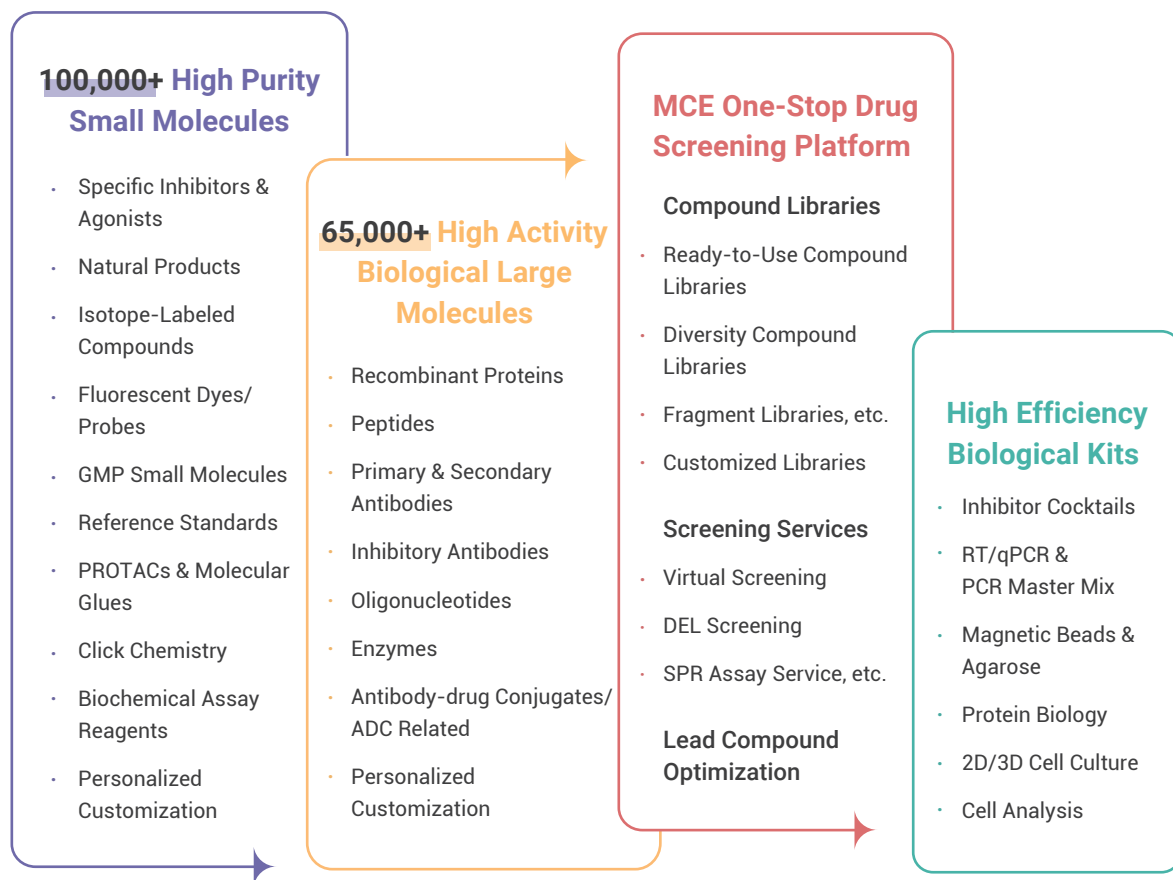 100,000+ High Purity
Small Molecules
Specific Inhibitors &
Agonists
Natural Products
Isotope-Labeled
Compounds
Fluorescent Dyes/
Probes
GMP Small Molecules
Reference Standards
PROTACs & Molecular
Glues
Click Chemistry
Biochemical Assay
Reagents
Personalized
Customization
65,000+ High Activity
Biological Large
Molecules
Recombinant Proteins
Peptides
Primary & Secondary
Antibodies
Inhibitory Antibodies
Oligonucleotides
Enzymes
Antibody-drug Conjugates/
ADC Related
Personalized
Customization
MCE One-Stop Drug
Screening Platform
Compound Libraries
Ready-to-Use Compound
Libraries
Diversity Compound
Libraries
Fragment Libraries, etc.
Customized Libraries
Screening Services
Virtual Screening
DEL Screening
SPR Assay Service, etc.
Lead Compound
Optimization
High Efficiency
Biological Kits
Inhibitor Cocktails
RT/qPCR &
PCR Master Mix
Magnetic Beads &
Agarose
Protein Biology
2D/3D Cell Culture
Cell Analysis